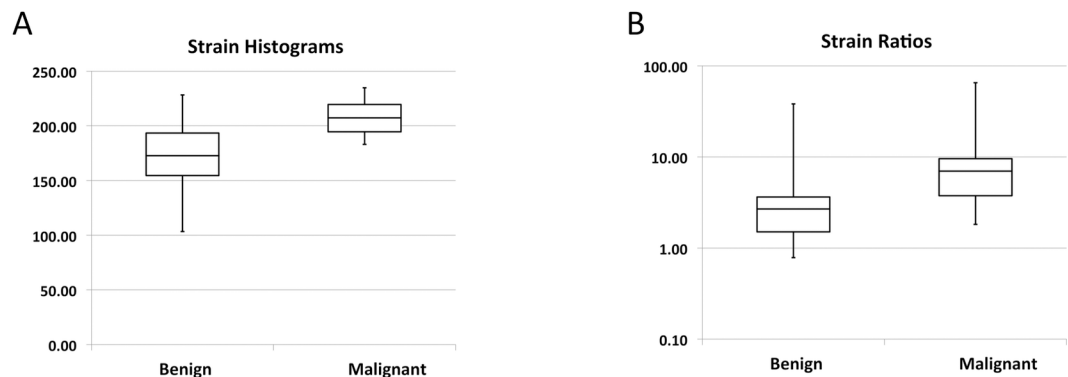 A
Strain Histograms
250.00
200.00
150.00
100.00
50.00
0.00
Benign
Malignant
B
Strain Ratios
100.00
10.00
1.00
0.10
Benign
Malignant